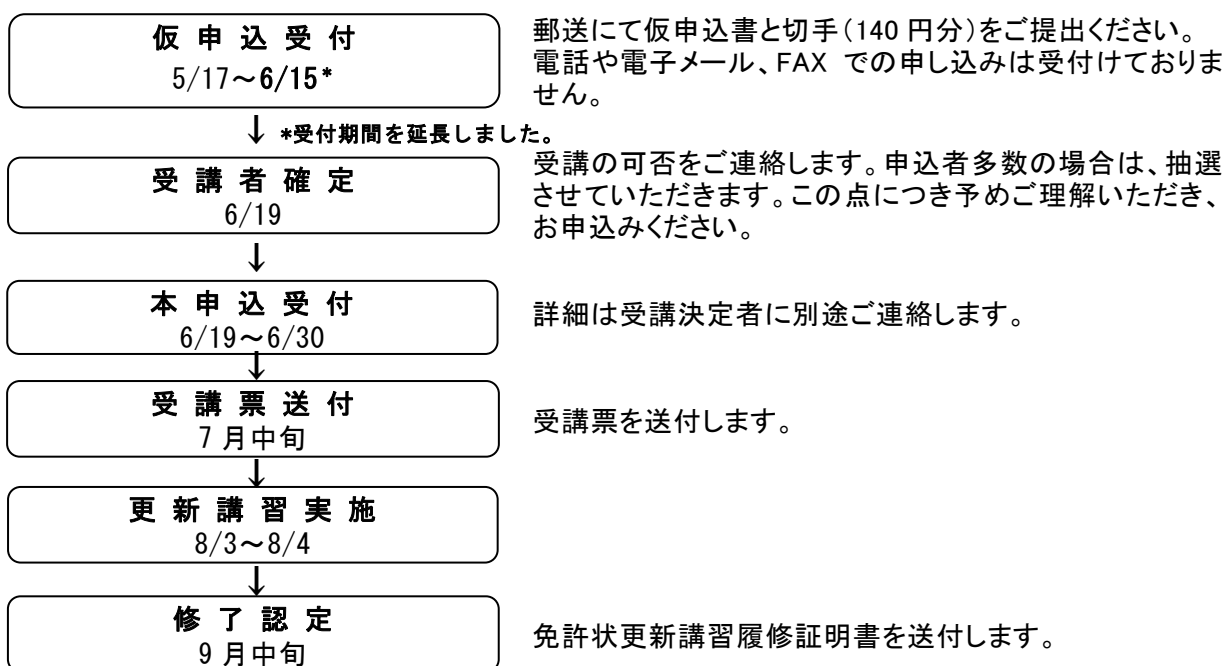 仮申込受付
5/17～6/15*
郵送にて仮申込書と切手(140 円分)をご提出ください。
電話や電子メール、FAX での申し込みは受付けておりま
せん。
↓ *受付期間を延長しました。
受講者確定
6/19
受講の可否をご連絡します。申込者多数の場合は、抽選
させていただきます。この点につき予めご理解いただき、
お申込みください。
↓
本申込受付
6/19～6/30
詳細は受講決定者に別途ご連絡します。
↓
受講票送付
7 月中旬
受講票を送付します。
↓
更新講習実施
8/3～8/4
↓
修了認定
9 月中旬
免許状更新講習履修証明書を送付します。